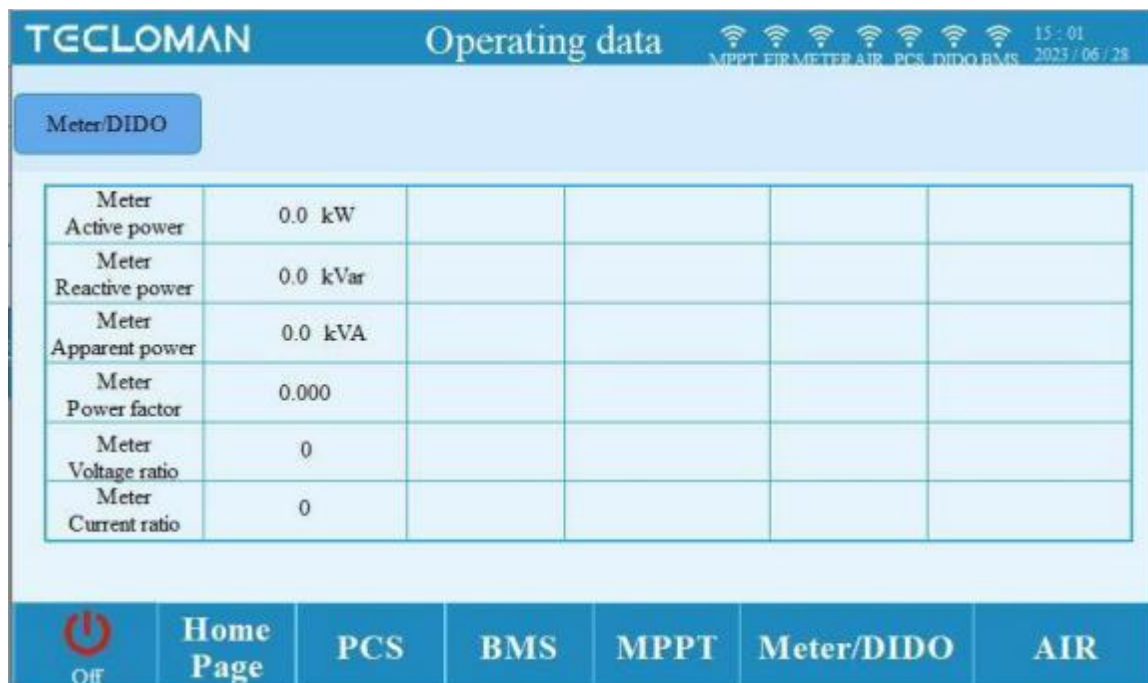 TECLOMAN
Operating data
15 : 01
MPPT FIR METER AIR PCS DIDO BMS
2023 / 06 / 28
Meter/DIDO
Meter
Active power
0.0 kW
Meter
Reactive power
0.0 kVar
Meter
Apparent power
0.0 kVA
Meter
Power factor
0.000
Meter
Voltage ratio
0
Meter
Current ratio
0
Off
Home
Page
PCS
BMS
MPPT
Meter/DIDO
AIR